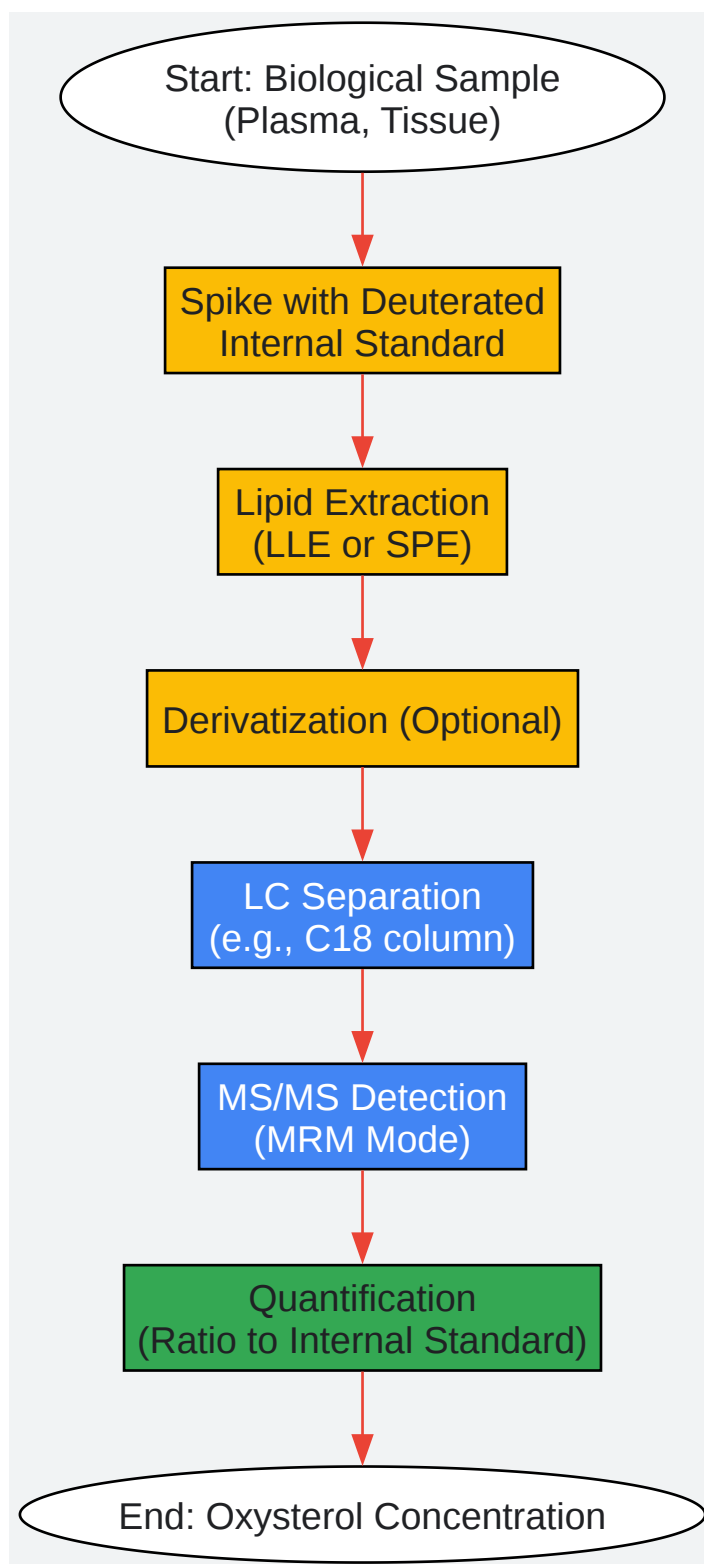 Start: Biological Sample
(Plasma, Tissue)
Spike with Deuterated
Internal Standard
Lipid Extraction
(LLE or SPE)
Derivatization (Optional)
LC Separation
(e.g., C18 column)
MS/MS Detection
(MRM Mode)
Quantification
(Ratio to Internal Standard)
End: Oxysterol Concentration